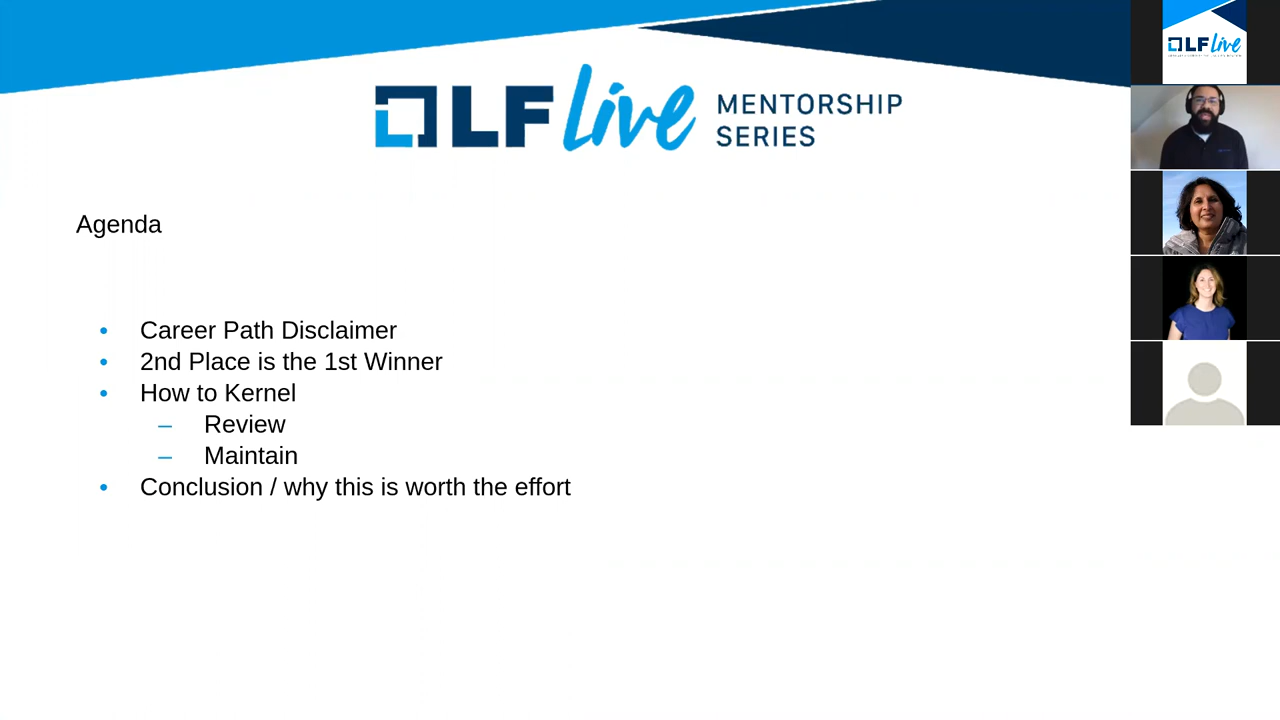 LF Live MENTORSHIP
SERIES
LF Live
Agenda
• Career Path Disclaimer
• 2nd Place is the 1st Winner
• How to Kernel
– Review
– Maintain
• Conclusion / why this is worth the effort